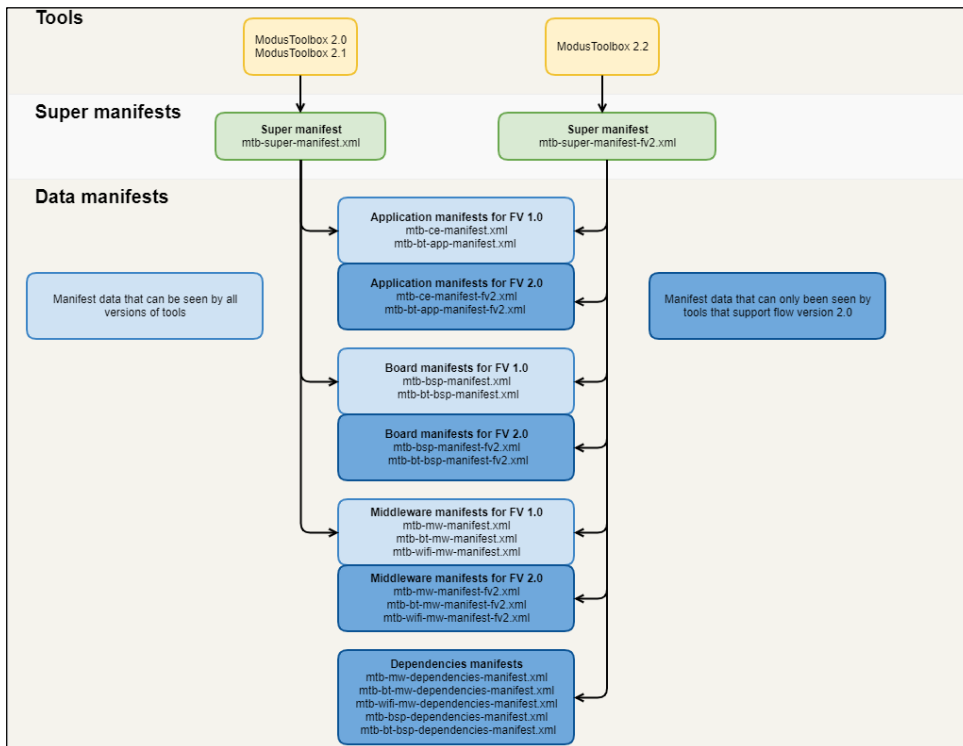 Tools
ModusToolbox 2.0
ModusToolbox 2.1
ModusToolbox 2.2
Super manifests
Super manifest
mtb-super-manifest.xml
Super manifest
mtb-super-manifest-fv2.xml
Data manifests
Application manifests for FV 1.0
mtb-ce-manifest.xml
mtb-bt-app-manifest.xml
Application manifests for FV 2.0
mtb-ce-manifest-fv2.xml
mtb-bt-app-manifest-fv2.xml
Manifest data that can be seen by all
versions of tools
Manifest data that can only been seen by
tools that support flow version 2.0
Board manifests for FV 1.0
mtb-bsp-manifest.xml
mtb-bt-bsp-manifest.xml
Board manifests for FV 2.0
mtb-bsp-manifest-fv2.xml
mtb-bt-bsp-manifest-fv2.xml
Middleware manifests for FV 1.0
mtb-mw-manifest.xml
mtb-bt-mw-manifest.xml
mtb-wifi-mw-manifest.xml
Middleware manifests for FV 2.0
mtb-mw-manifest-fv2.xml
mtb-bt-mw-manifest-fv2.xml
mtb-wifi-mw-manifest-fv2.xml
Dependencies manifests
mtb-mw-dependencies-manifest.xml
mtb-bt-mw-dependencies-manifest.xml
mtb-wifi-mw-dependencies-manifest.xml
mtb-bsp-dependencies-manifest.xml
mtb-bt-bsp-dependencies-manifest.xml